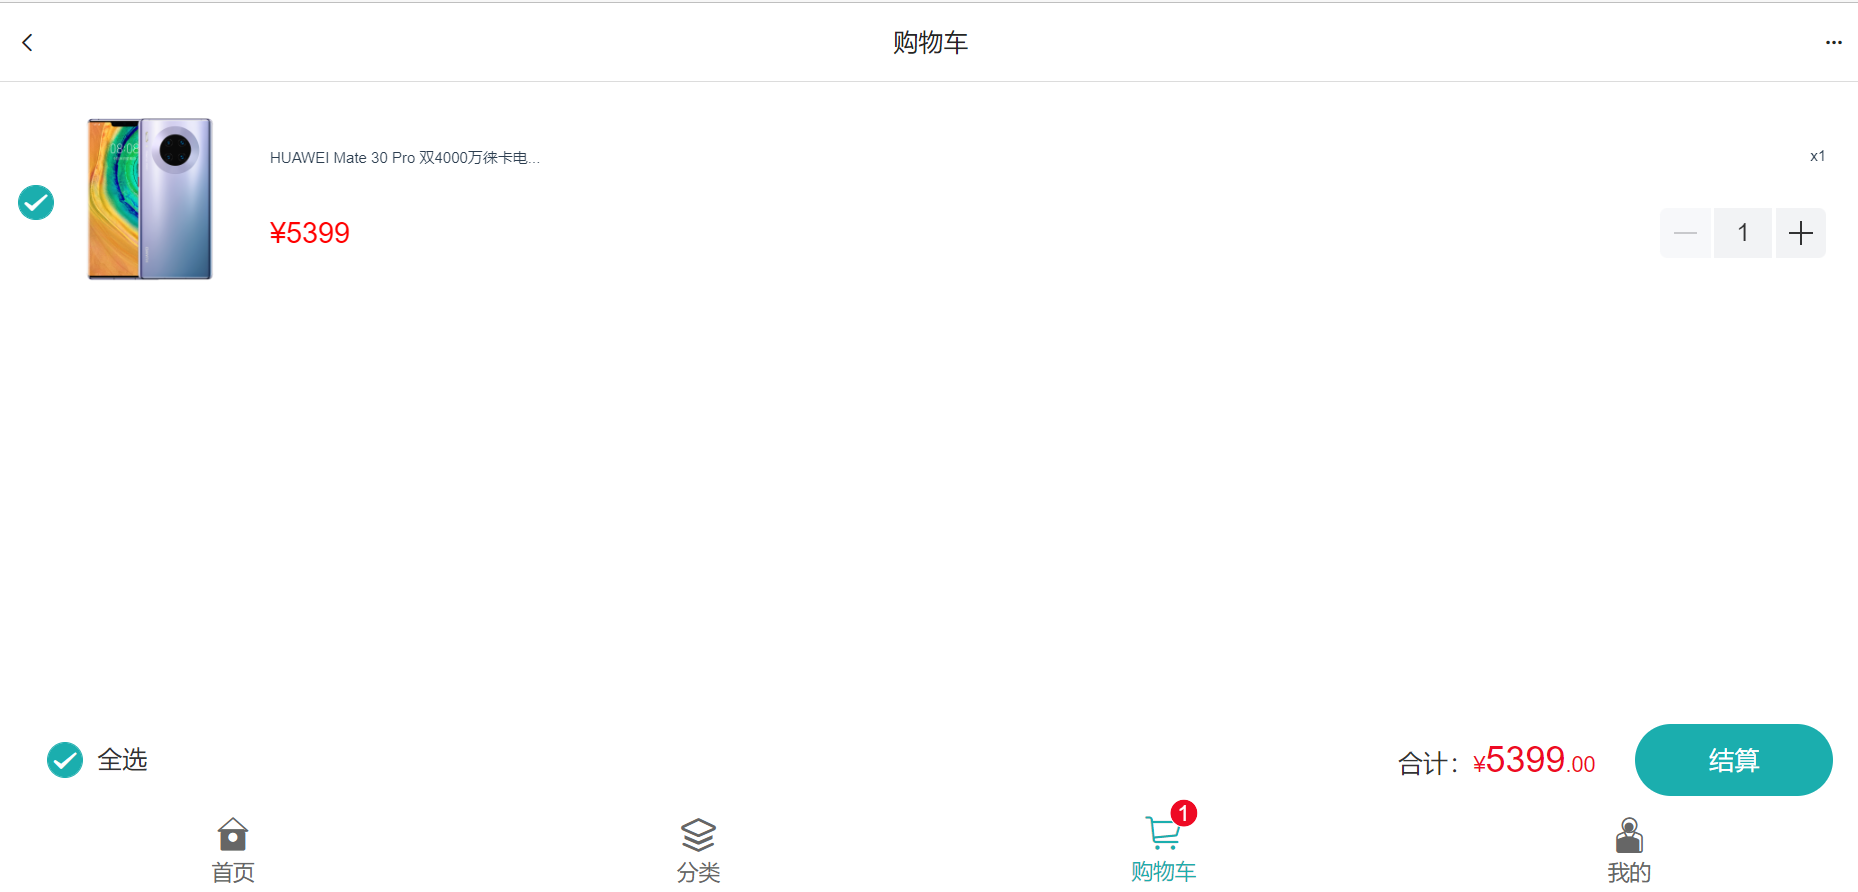 购物车
HUAWEI Mate 30 Pro 双4000万徕卡电...
x1
¥5399
1
全选
合计：¥5399.00
结算
1
首页
分类
购物车
我的